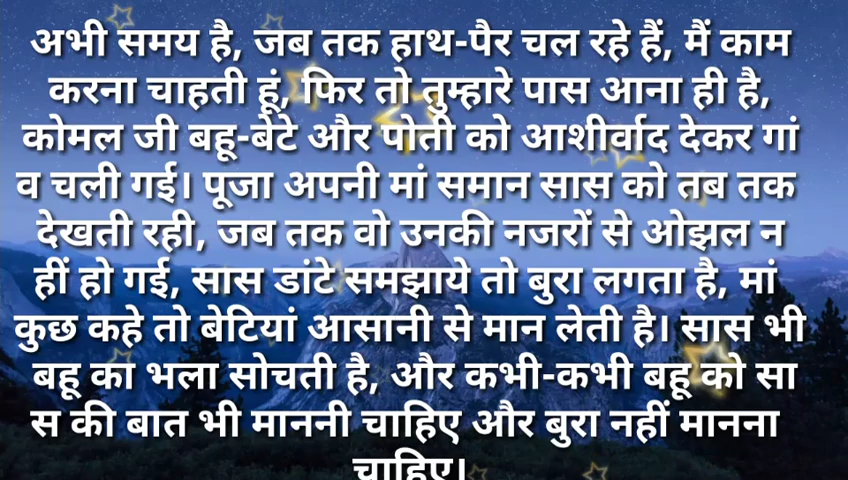 अभी समय है, जब तक हाथ-पैर चल रहे हैं, मैं काम
करना चाहती हूं, फिर तो तुम्हारे पास आना ही है,
कोमल जी बहू-बेटे और पोती को आशीर्वाद देकर गां
व चली गई। पूजा अपनी मां समान सास को तब तक
देखती रही, जब तक वो उनकी नजरों से ओझल न
हीं हो गई, सास डांटे समझाये तो बुरा लगता है, मां
कुछ कहे तो बेटियां आसानी से मान लेती है। सास भी
बहू का भला सोचती है, और कभी-कभी बहू को सा
स की बात भी माननी चाहिए और बुरा नहीं मानना
चाहिए।